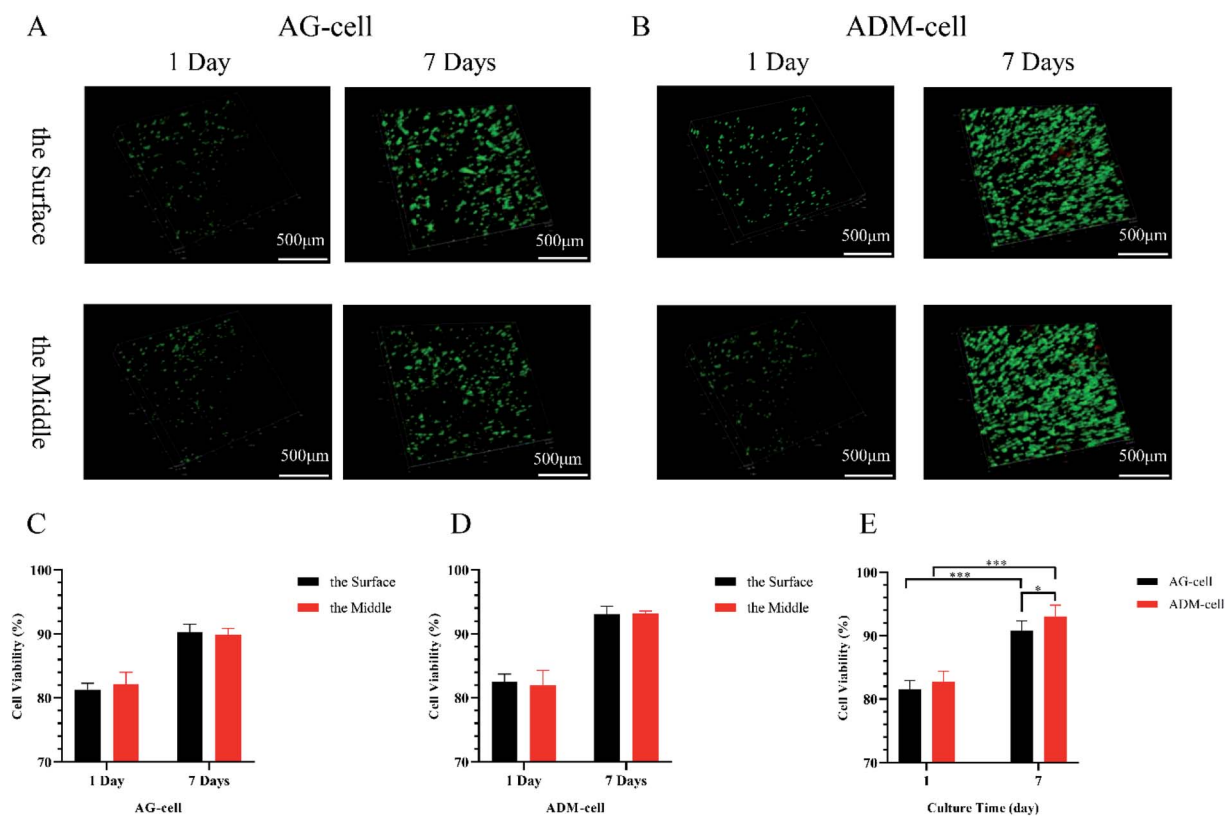 A AG-cell B ADM-cell
1 Day 7 Days 1 Day 7 Days
the Surface
500μm 500μm 500μm 500μm
the Middle
500μm 500μm 500μm 500μm
C D E
100
90
80
70
Cell Viability (%)
1 Day 7 Days
AG-cell
the Surface
the Middle
100
90
80
70
Cell Viability (%)
1 Day 7 Days
ADM-cell
the Surface
the Middle
100
90
80
70
Cell Viability (%)
***
***
*
1 7
Culture Time (day)
AG-cell
ADM-cell